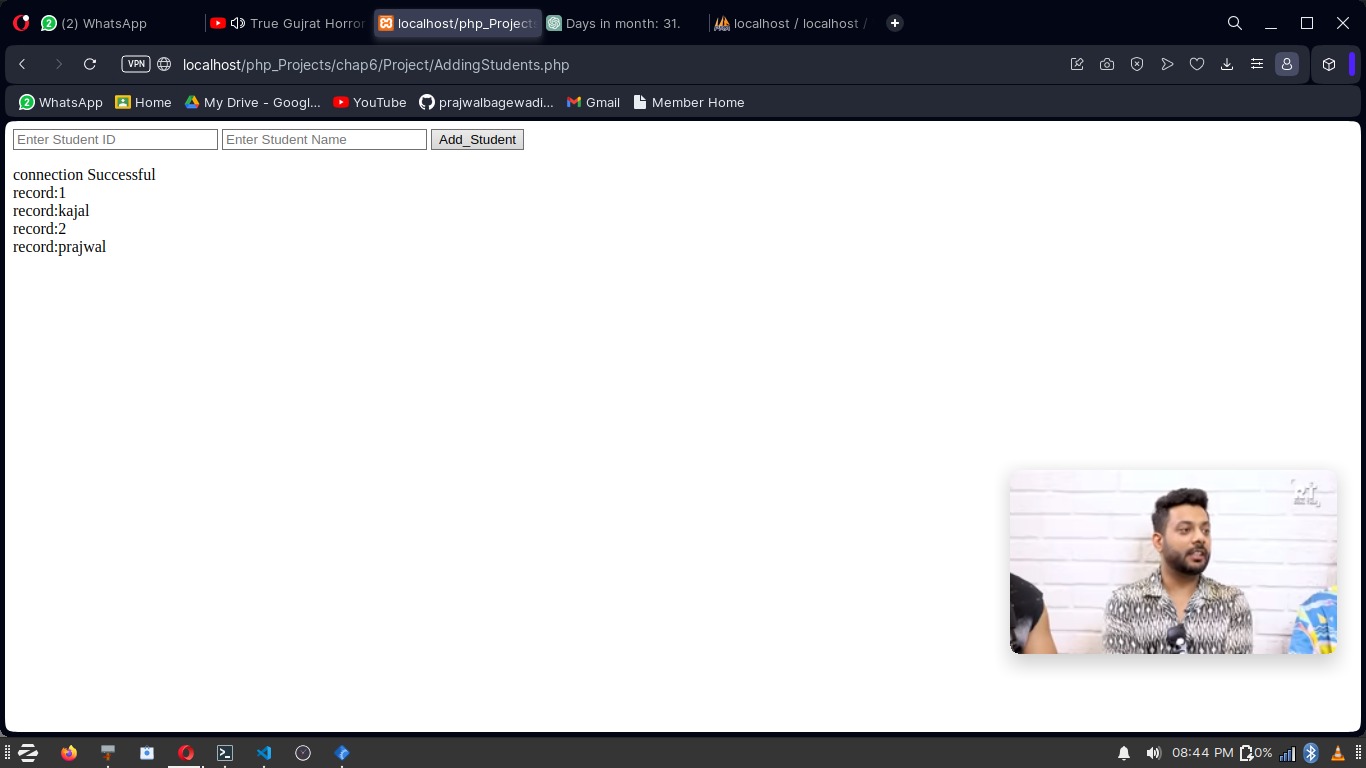 (2) WhatsApp
True Gujrat Horror
localhost/php_Projects
Days in month: 31.
localhost / localhost /
VPN
localhost/php_Projects/chap6/Project/AddingStudents.php
2 WhatsApp
Home
My Drive - Googl...
YouTube
prajwalbagewadi...
Gmail
Member Home
Enter Student ID
Enter Student Name
Add_Student
connection Successful
record:1
record:kajal
record:2
record:prajwal
08:44 PM
0%